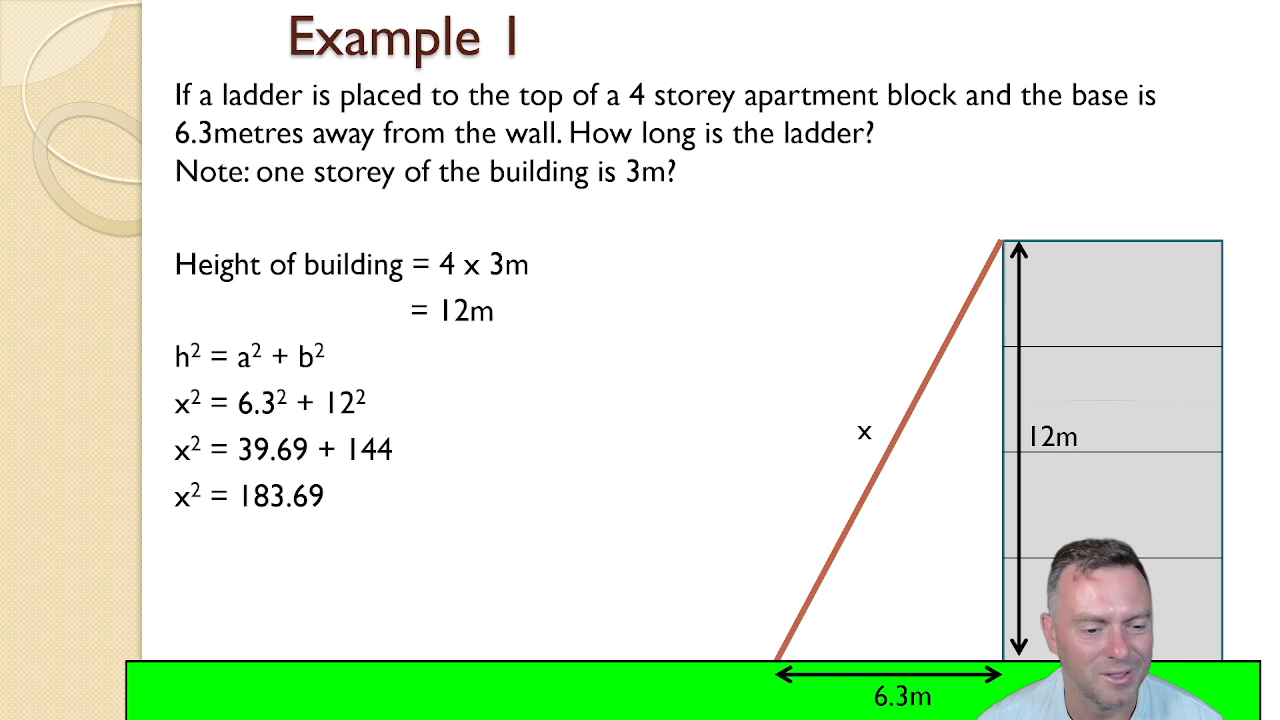 Example 1
If a ladder is placed to the top of a 4 storey apartment block and the base is
6.3metres away from the wall. How long is the ladder?
Note: one storey of the building is 3m?
Height of building = 4 x 3m
= 12m
h² = a² + b²
x² = 6.3² + 12²
x² = 39.69 + 144
x² = 183.69
x
12m
6.3m